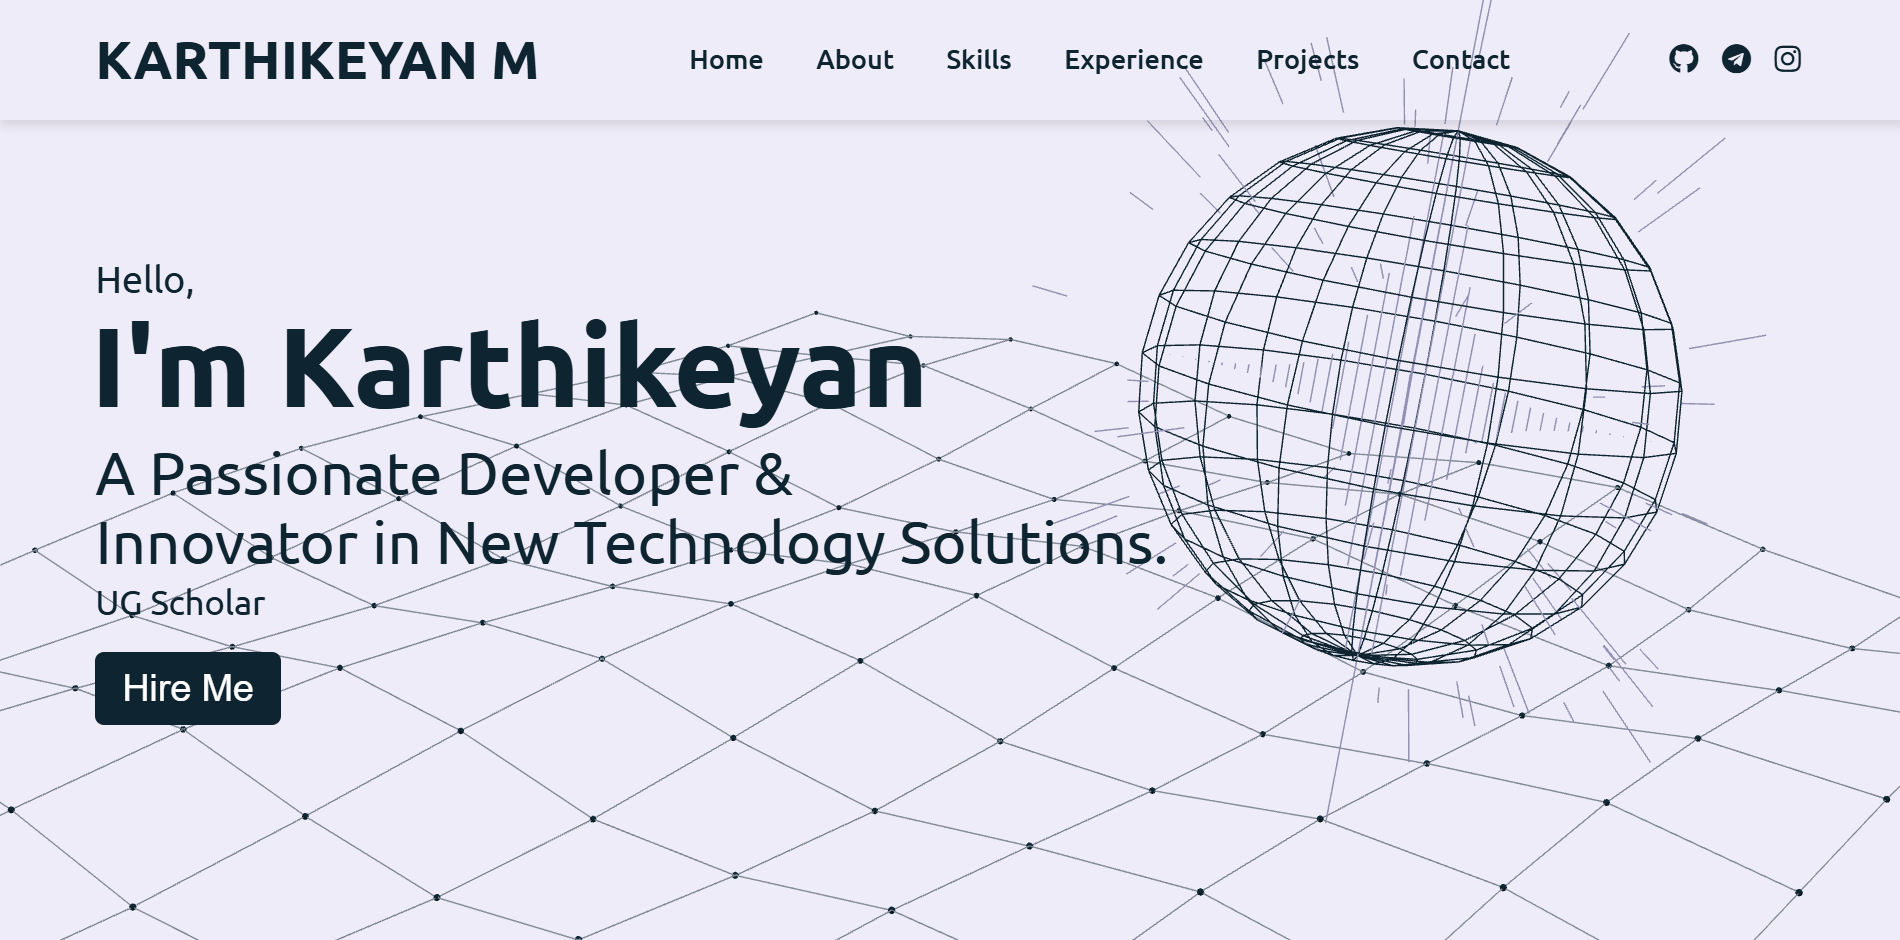 KARTHIKEYAN M
Home About Skills Experience Projects Contact
Hello,
I'm Karthikeyan
A Passionate Developer &
Innovator in New Technology Solutions.
UG Scholar
Hire Me